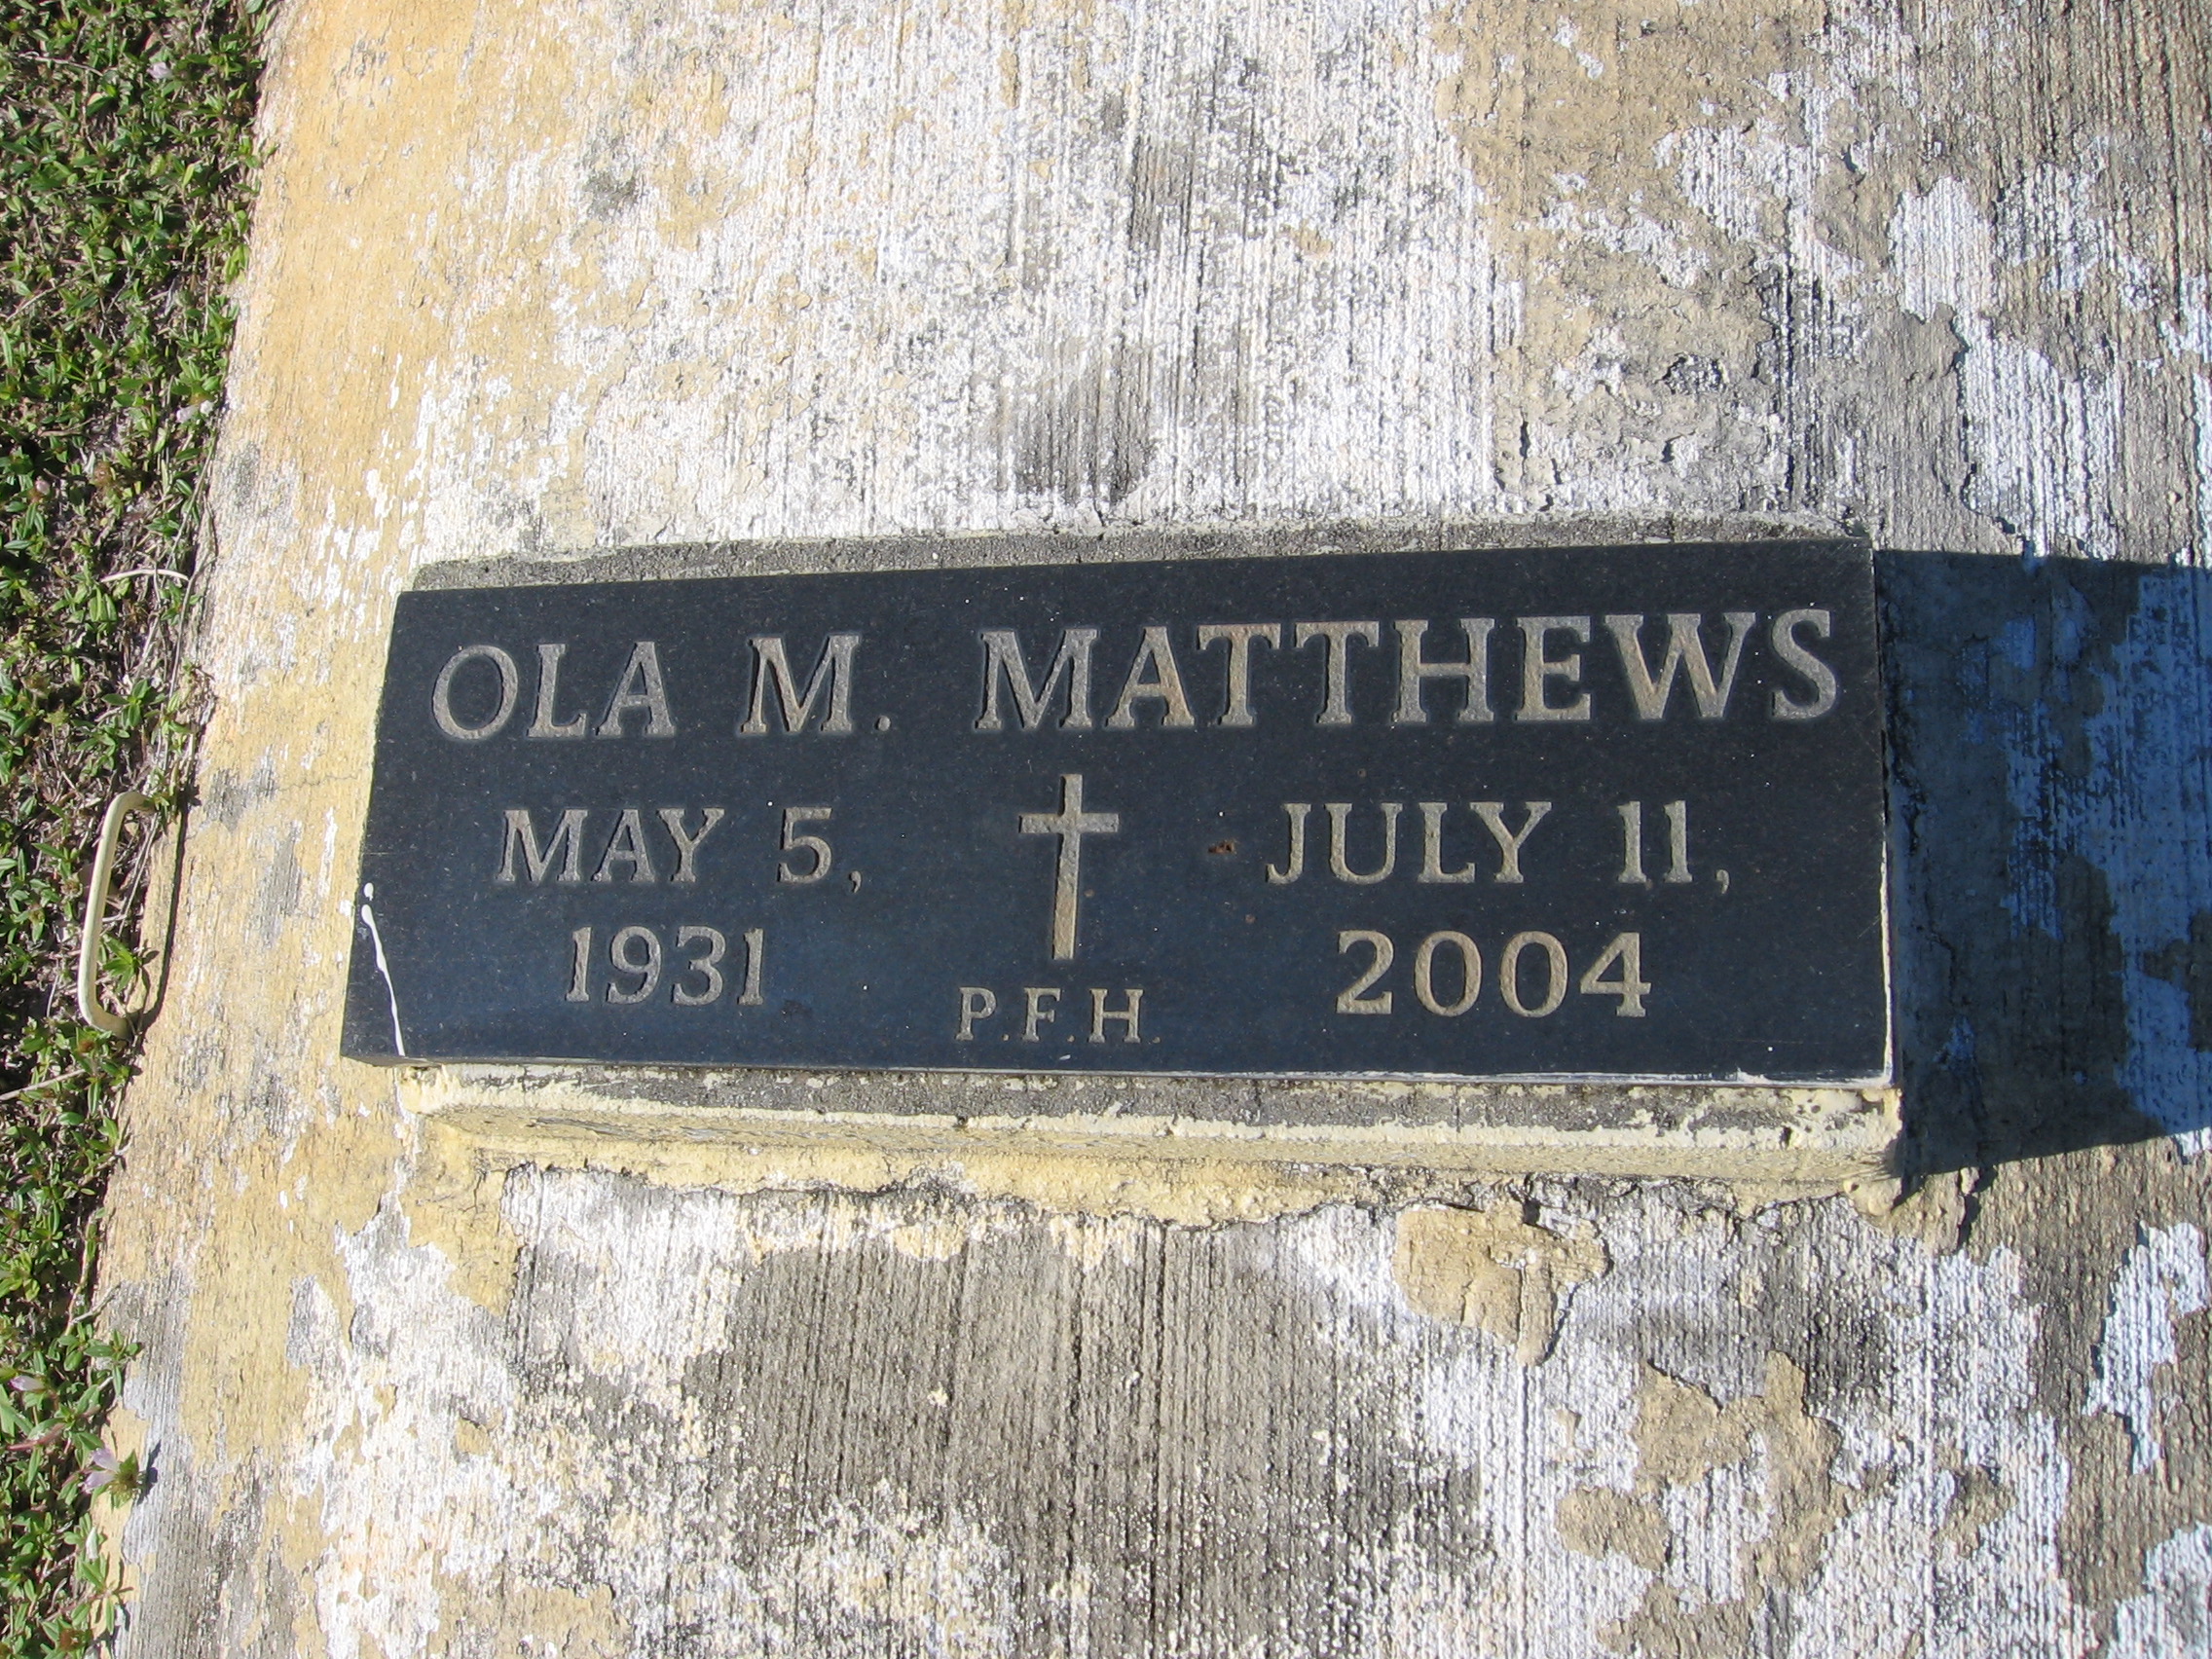 OLA M. MATTHEWS
MAY 5, JULY 11,
1931 2004
P.F.H.